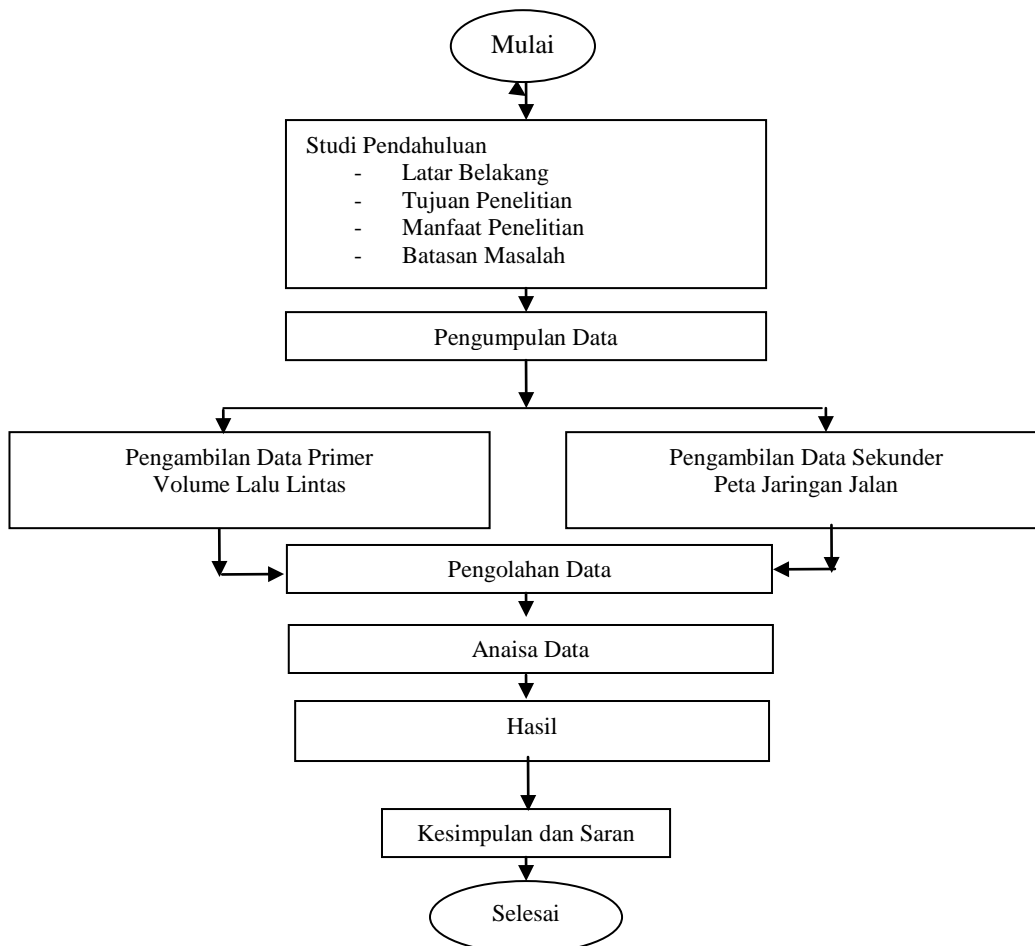 Mulai
Studi Pendahuluan
- Latar Belakang
- Tujuan Penelitian
- Manfaat Penelitian
- Batasan Masalah
Pengumpulan Data
Pengambilan Data Primer
Volume Lalu Lintas
Pengambilan Data Sekunder
Peta Jaringan Jalan
Pengolahan Data
Anaisa Data
Hasil
Kesimpulan dan Saran
Selesai